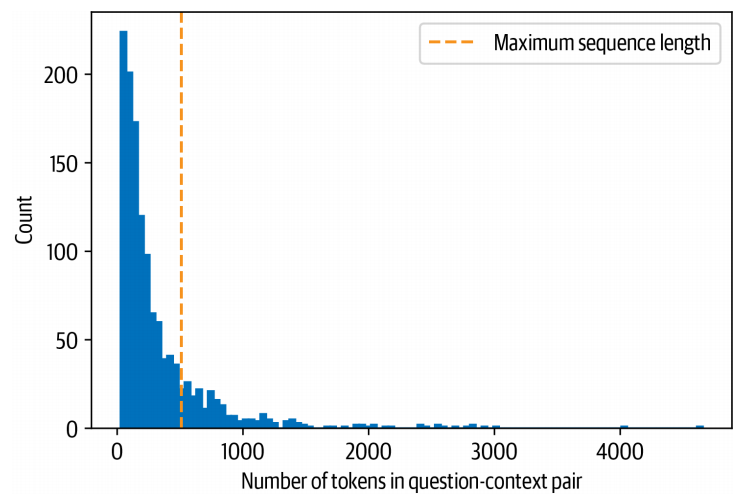 Maximum sequence length
200
150
100
50
0
Count
0 1000 2000 3000 4000
Number of tokens in question-context pair